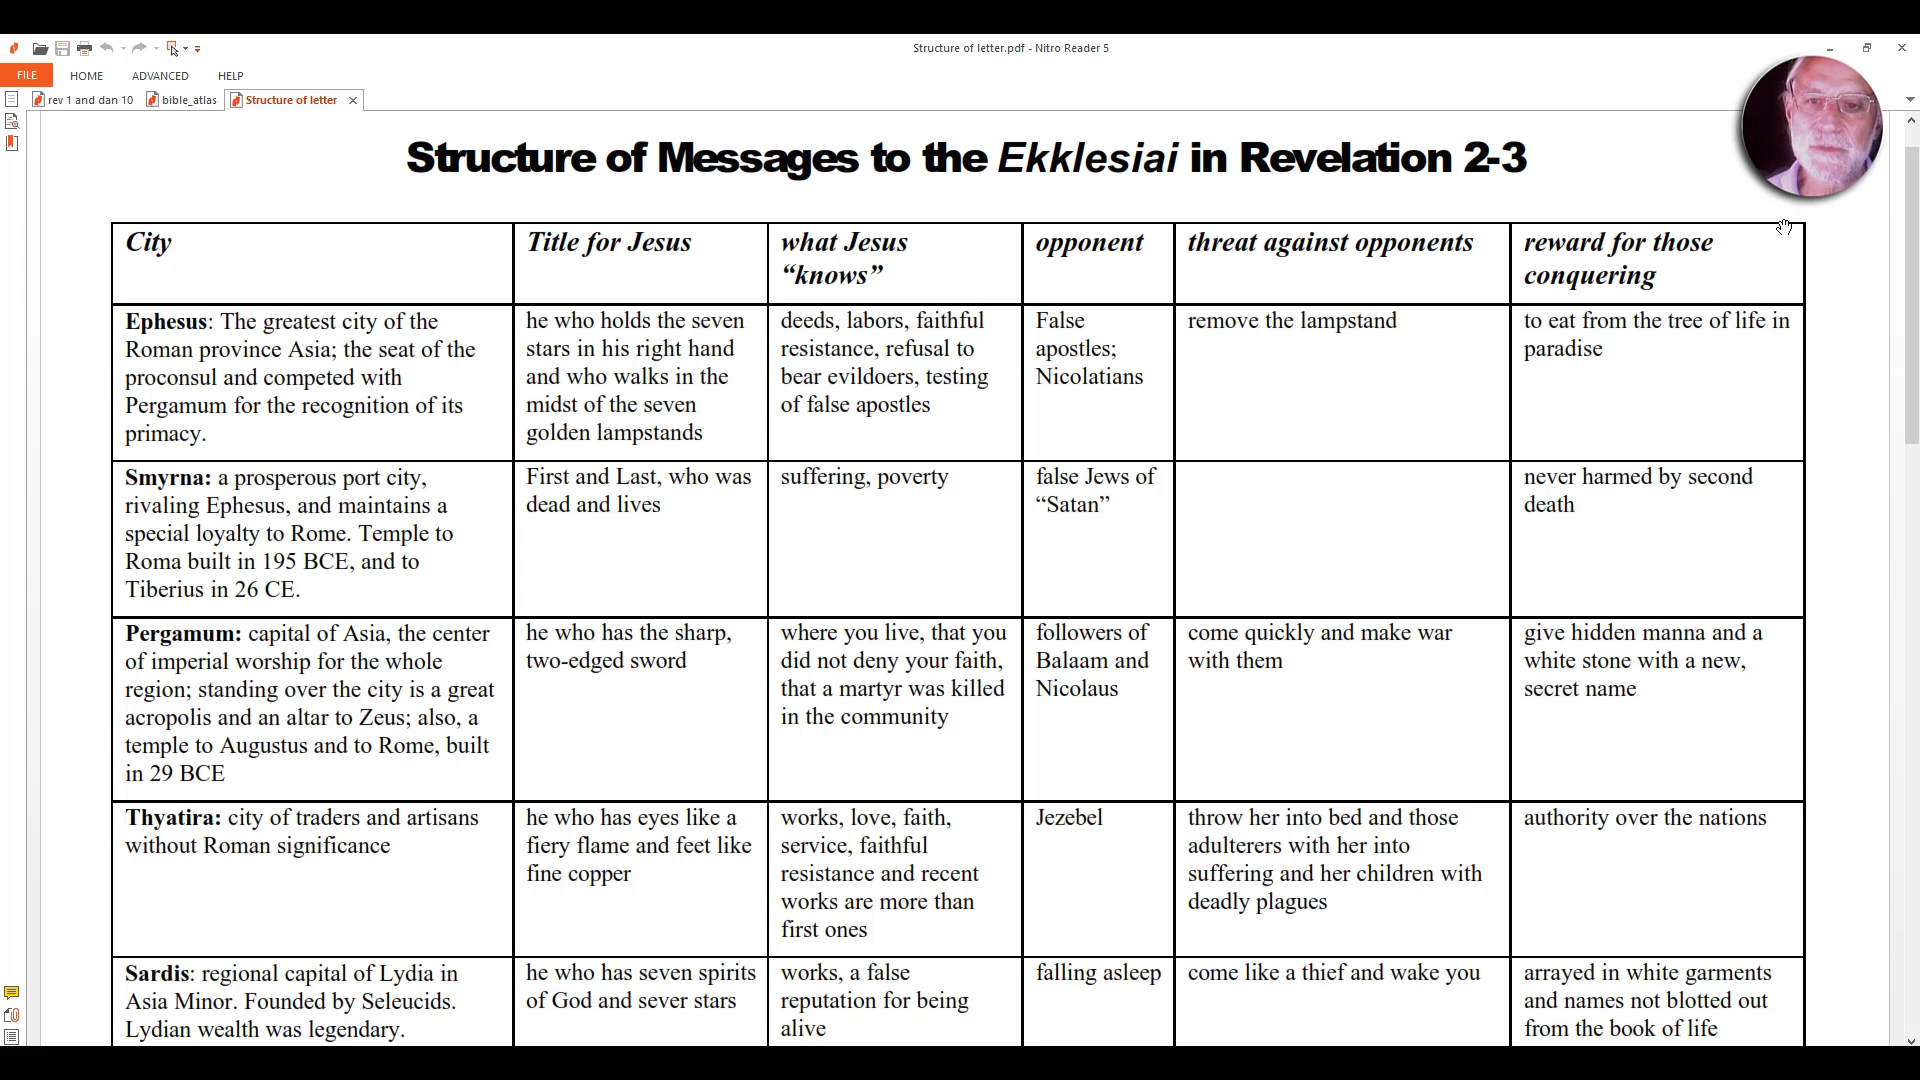 Structure of letter.pdf - Nitro Reader 5
FILE HOME ADVANCED HELP
rev 1 and dan 10 bible_atlas Structure of letter
Structure of Messages to the Ekklesiai in Revelation 2-3
City
Title for Jesus
what Jesus
“knows”
opponent
threat against opponents
reward for those
conquering
Ephesus: The greatest city of the
Roman province Asia; the seat of the
proconsul and competed with
Pergamum for the recognition of its
primacy.
he who holds the seven
stars in his right hand
and who walks in the
midst of the seven
golden lampstands
deeds, labors, faithful
resistance, refusal to
bear evildoers, testing
of false apostles
False
apostles;
Nicolatians
remove the lampstand
to eat from the tree of life in
paradise
Smyrna: a prosperous port city,
rivaling Ephesus, and maintains a
special loyalty to Rome. Temple to
Roma built in 195 BCE, and to
Tiberius in 26 CE.
First and Last, who was
dead and lives
suffering, poverty
false Jews of
“Satan”
never harmed by second
death
Pergamum: capital of Asia, the center
of imperial worship for the whole
region; standing over the city is a great
acropolis and an altar to Zeus; also, a
temple to Augustus and to Rome, built
in 29 BCE
he who has the sharp,
two-edged sword
where you live, that you
did not deny your faith,
that a martyr was killed
in the community
followers of
Balaam and
Nicolaus
come quickly and make war
with them
give hidden manna and a
white stone with a new,
secret name
Thyatira: city of traders and artisans
without Roman significance
he who has eyes like a
fiery flame and feet like
fine copper
works, love, faith,
service, faithful
resistance and recent
works are more than
first ones
Jezebel
throw her into bed and those
adulterers with her into
suffering and her children with
deadly plagues
authority over the nations
Sardis: regional capital of Lydia in
Asia Minor. Founded by Seleucids.
Lydian wealth was legendary.
he who has seven spirits
of God and sever stars
works, a false
reputation for being
alive
falling asleep
come like a thief and wake you
arrayed in white garments
and names not blotted out
from the book of life